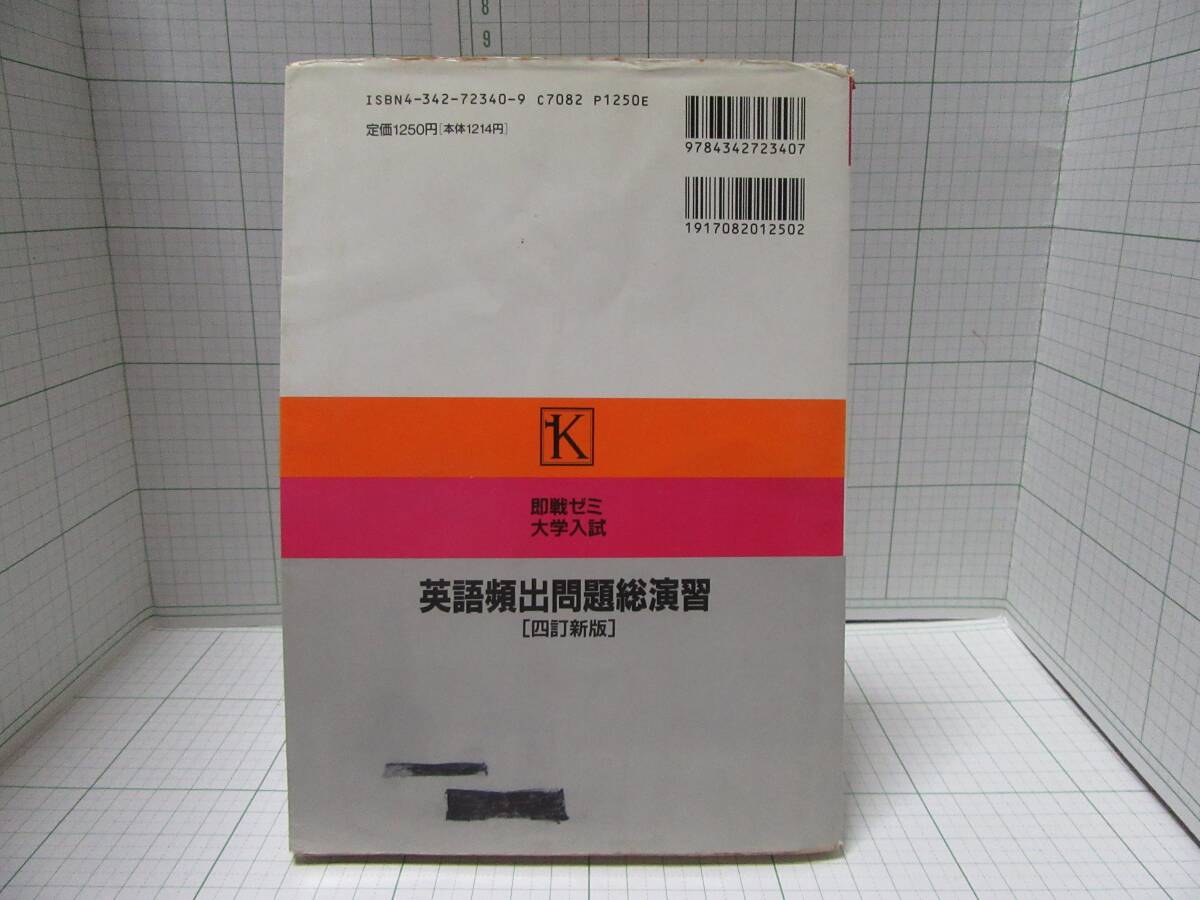 8
9
ISBN4-342-72340-9 C7082 P1250E
定価1250円[本体1214円]
9784342723407
1917082012502
K
即戦ゼミ
大学入試
英語頻出問題総演習
[四訂新版]